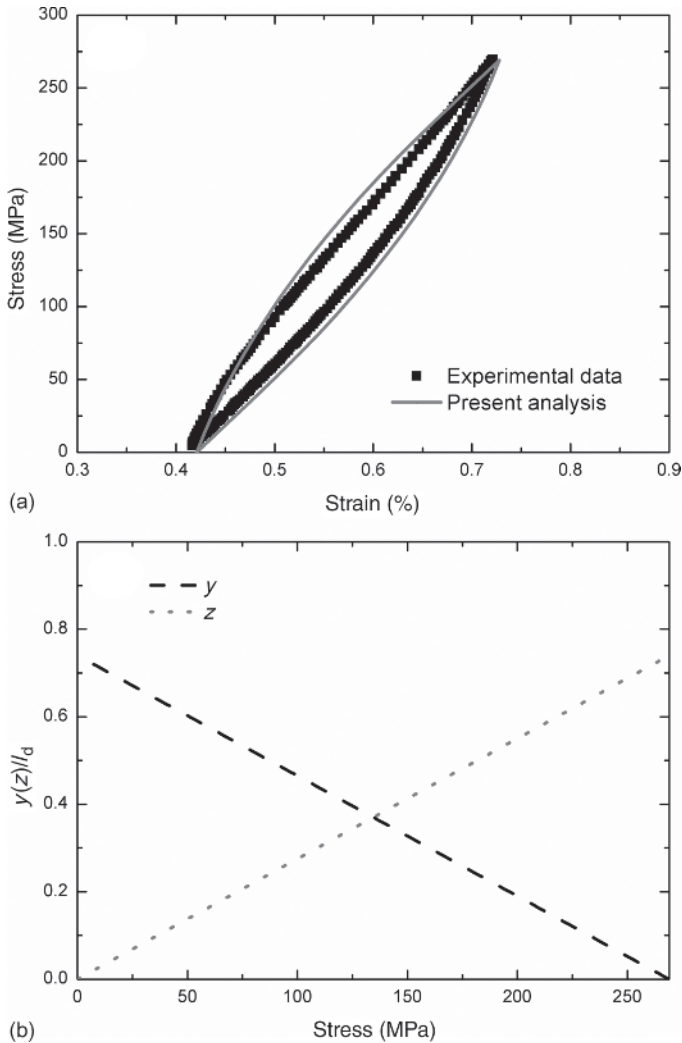 300
250
200
150
100
50
0
Stress (MPa)
Experimental data
Present analysis
0.3 0.4 0.5 0.6 0.7 0.8 0.9
(a) Strain (%)
1.0
0.8
0.6
0.4
0.2
0.0
y(z)/l_d
y
z
0 50 100 150 200 250
(b) Stress (MPa)